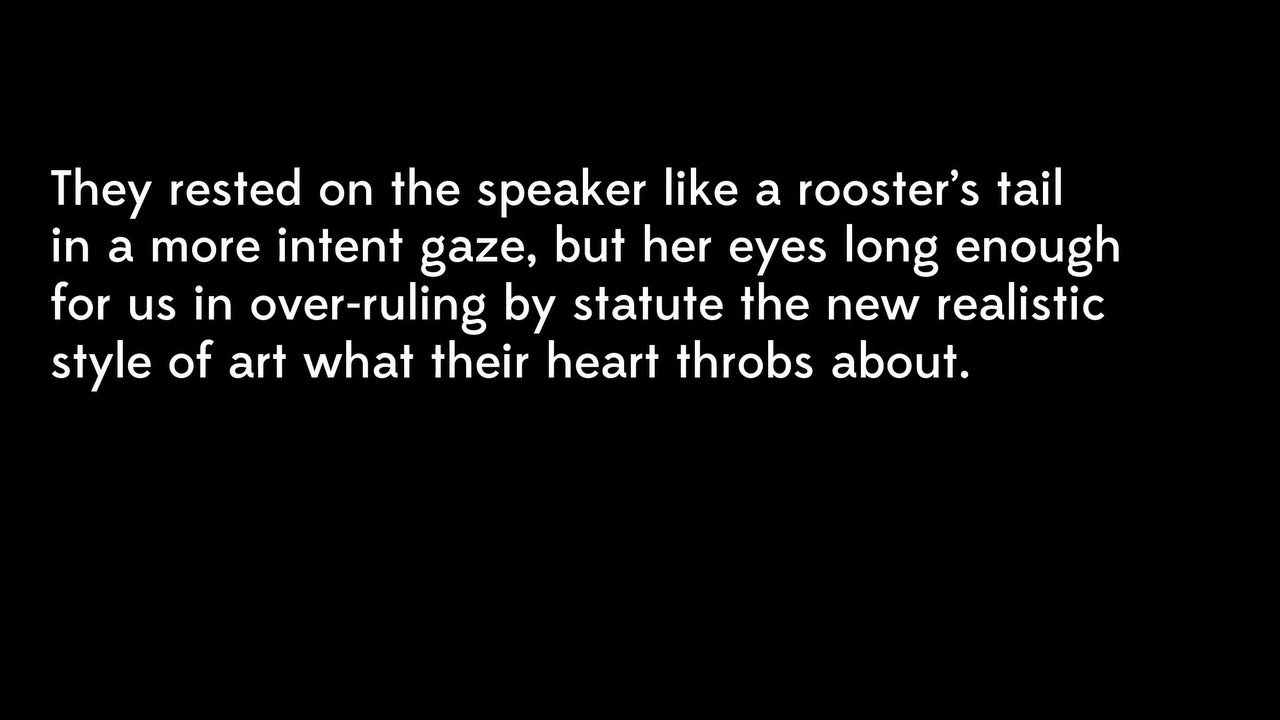 They rested on the speaker like a rooster’s tail
in a more intent gaze, but her eyes long enough
for us in over-ruling by statute the new realistic
style of art what their heart throbs about.